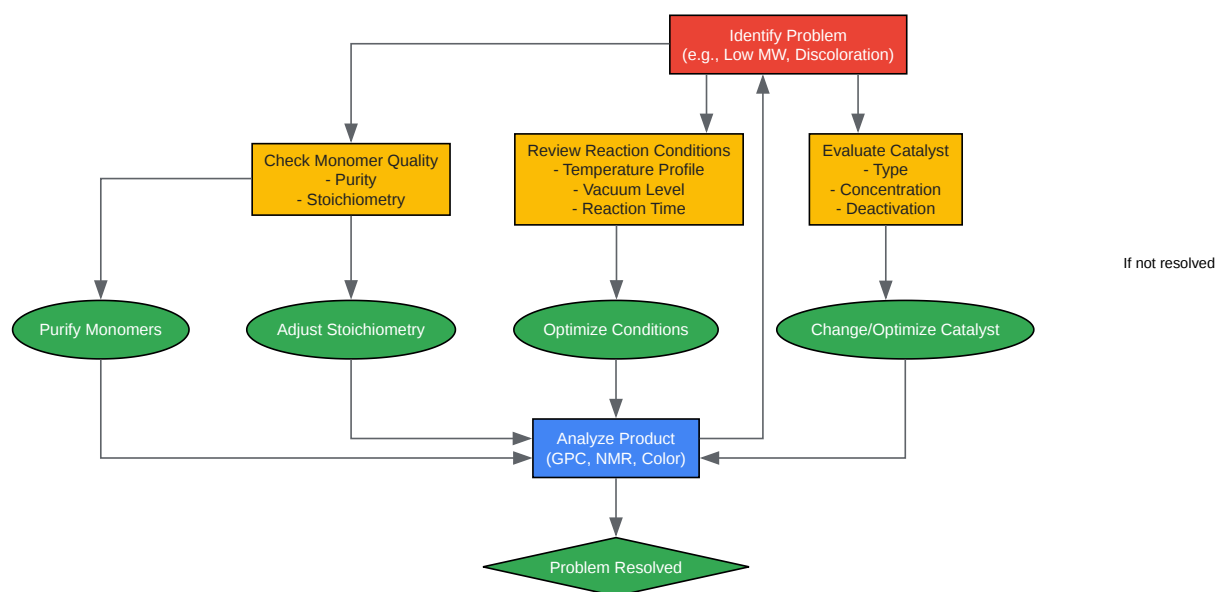 Identify Problem
(e.g., Low MW, Discoloration)
Check Monomer Quality
- Purity
- Stoichiometry
Review Reaction Conditions
- Temperature Profile
- Vacuum Level
- Reaction Time
Evaluate Catalyst
- Type
- Concentration
- Deactivation
If not resolved
Purify Monomers
Adjust Stoichiometry
Optimize Conditions
Change/Optimize Catalyst
Analyze Product
(GPC, NMR, Color)
Problem Resolved